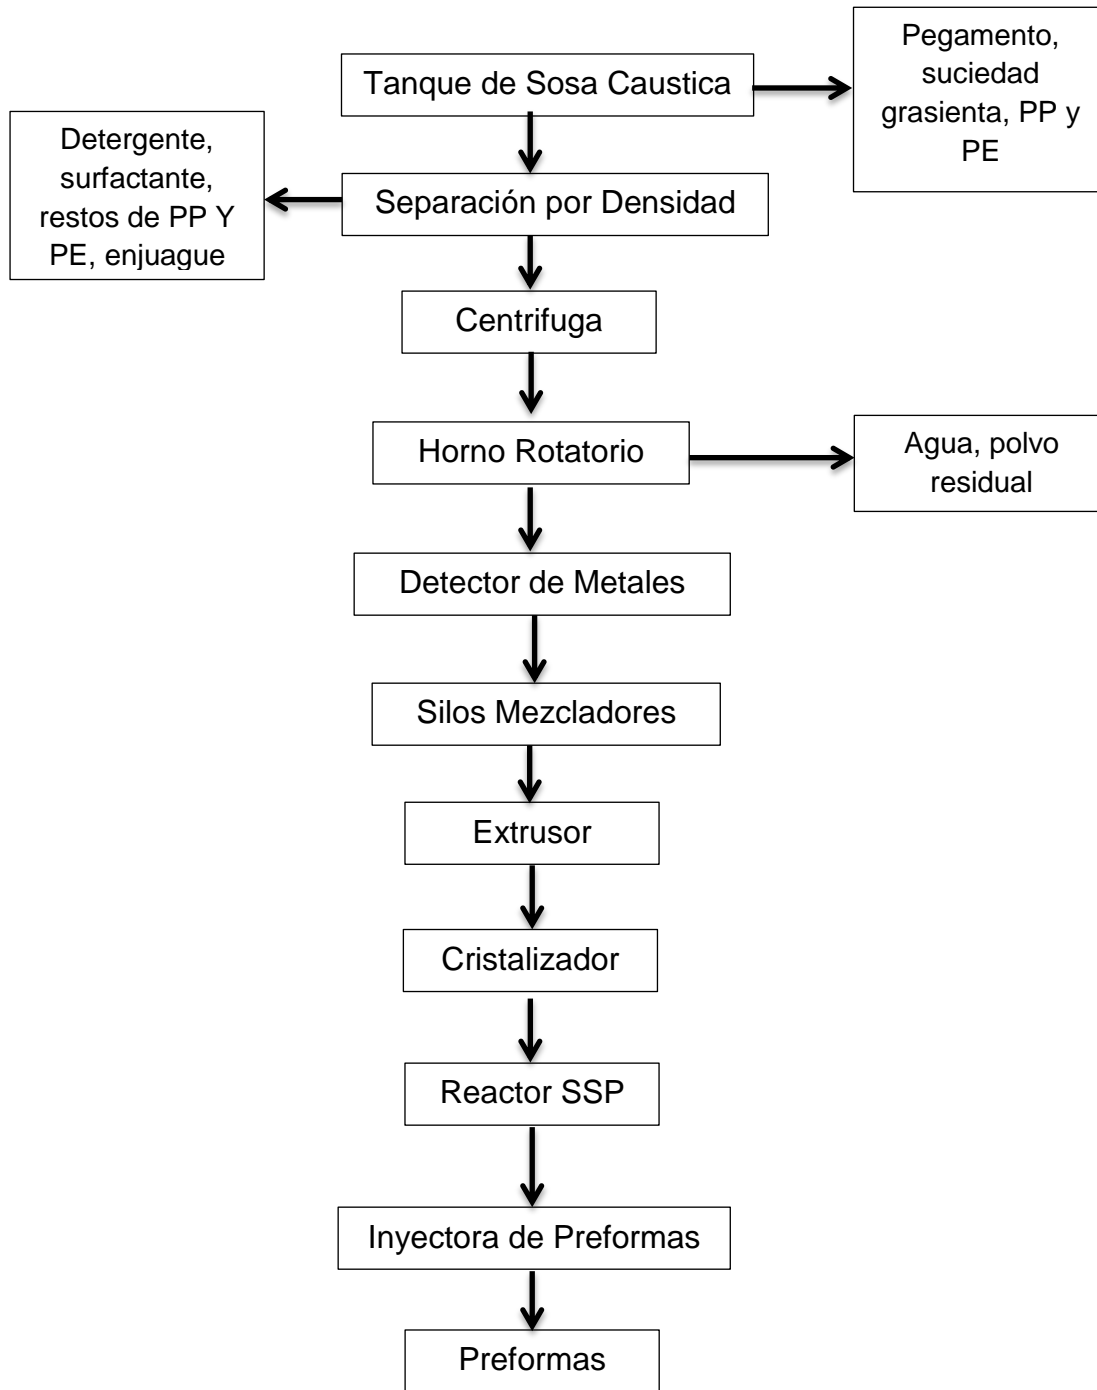 Tanque de Sosa Caustica
Pegamento,
suciedad
grasienta, PP y
PE
Detergente,
surfactante,
restos de PP Y
PE, enjuague
Separación por Densidad
Centrifuga
Horno Rotatorio
Agua, polvo
residual
Detector de Metales
Silos Mezcladores
Extrusor
Cristalizador
Reactor SSP
Inyectora de Preformas
Preformas